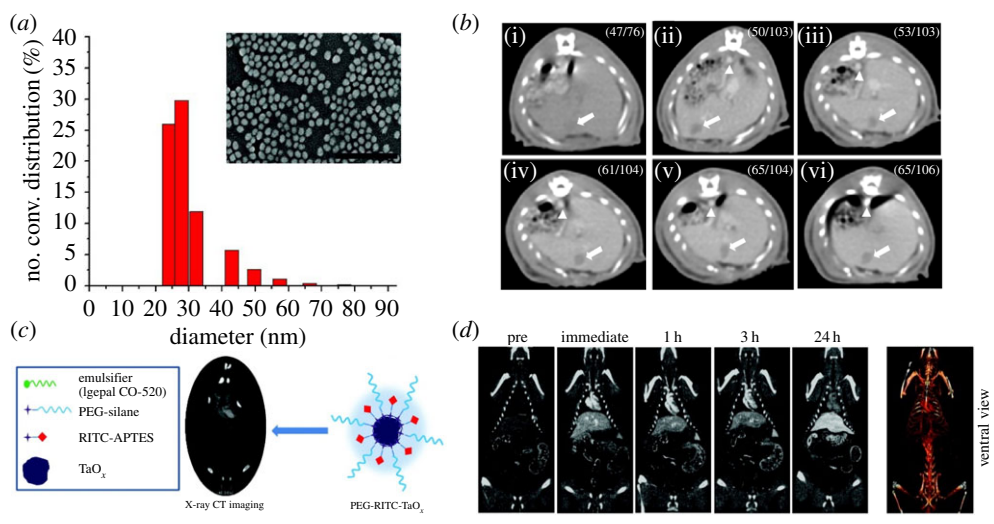 (a)
no. conv. distribution (%)
40
35
30
25
20
15
10
5
0
0 10 20 30 40 50 60 70 80 90
diameter (nm)
(b)
(i) (47/76)
(ii) (50/103)
(iii) (53/103)
(iv) (61/104)
(v) (65/104)
(vi) (65/106)
(c)
emulsifier
(Igepal CO-520)
PEG-silane
RITC-APTES
TaOx
X-ray CT imaging
PEG-RITC-TaOx
(d)
pre immediate 1 h 3 h 24 h
ventral view